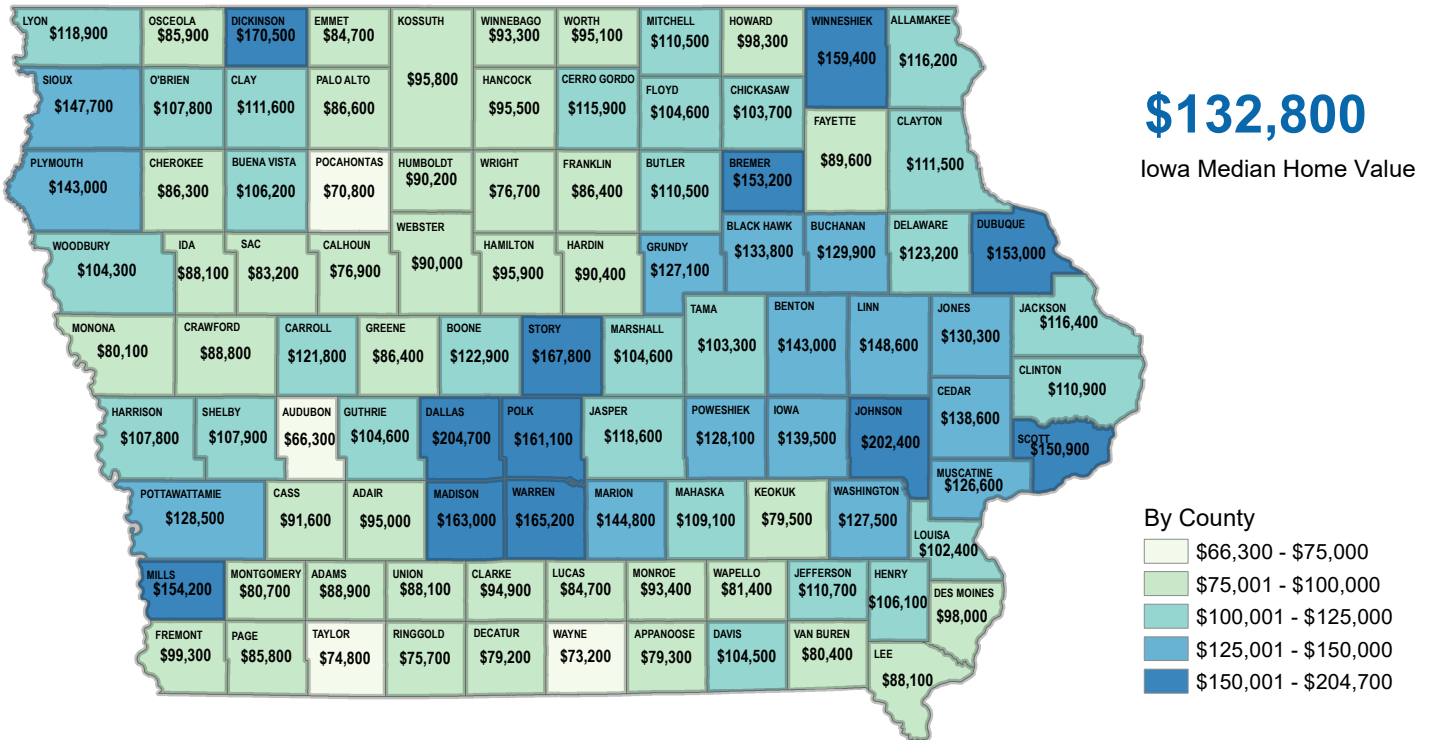 LYON
$118,900
OSCEOLA
$85,900
DICKINSON
$170,500
EMMET
$84,700
KOSSUTH
$95,800
WINNEBAGO
$93,300
WORTH
$95,100
MITCHELL
$110,500
HOWARD
$98,300
WINNESHIEK
$159,400
ALLAMAKEE
$116,200
SIOUX
$147,700
O'BRIEN
$107,800
CLAY
$111,600
PALO ALTO
$86,600
HANCOCK
$95,500
CERRO GORDO
$115,900
FLOYD
$104,600
CHICKASAW
$103,700
FAYETTE
$89,600
CLAYTON
$111,500
PLYMOUTH
$143,000
CHEROKEE
$86,300
BUENA VISTA
$106,200
POCAHONTAS
$70,800
HUMBOLDT
$90,200
WRIGHT
$76,700
FRANKLIN
$86,400
BUTLER
$110,500
BREMER
$153,200
WOODBURY
$104,300
IDA
$88,100
SAC
$83,200
CALHOUN
$76,900
WEBSTER
$90,000
HAMILTON
$95,900
HARDIN
$90,400
GRUNDY
$127,100
BLACK HAWK
$133,800
BUCHANAN
$129,900
DELAWARE
$123,200
DUBUQUE
$153,000
MONONA
$80,100
CRAWFORD
$88,800
CARROLL
$121,800
GREENE
$86,400
BOONE
$122,900
STORY
$167,800
MARSHALL
$104,600
TAMA
$103,300
BENTON
$143,000
LINN
$148,600
JONES
$130,300
JACKSON
$116,400
CLINTON
$110,900
CEDAR
$138,600
HARRISON
$107,800
SHELBY
$107,900
AUDUBON
$66,300
GUTHRIE
$104,600
DALLAS
$204,700
POLK
$161,100
JASPER
$118,600
POWESHIEK
$128,100
IOWA
$139,500
JOHNSON
$202,400
SCOTT
$150,900
MUSCATINE
$126,600
POTTAWATTAMIE
$128,500
CASS
$91,600
ADAIR
$95,000
MADISON
$163,000
WARREN
$165,200
MARION
$144,800
MAHASKA
$109,100
KEOKUK
$79,500
WASHINGTON
$127,500
LOUISA
$102,400
MILLS
$154,200
MONTGOMERY
$80,700
ADAMS
$88,900
UNION
$88,100
CLARKE
$94,900
LUCAS
$84,700
MONROE
$93,400
WAPELLO
$81,400
JEFFERSON
$110,700
HENRY
$106,100
DES MOINES
$98,000
FREMONT
$99,300
PAGE
$85,800
TAYLOR
$74,800
RINGGOLD
$75,700
DECATUR
$79,200
WAYNE
$73,200
APPANOOSE
$79,300
DAVIS
$104,500
VAN BUREN
$80,400
LEE
$88,100
$132,800
Iowa Median Home Value
By County
$66,300 - $75,000
$75,001 - $100,000
$100,001 - $125,000
$125,001 - $150,000
$150,001 - $204,700